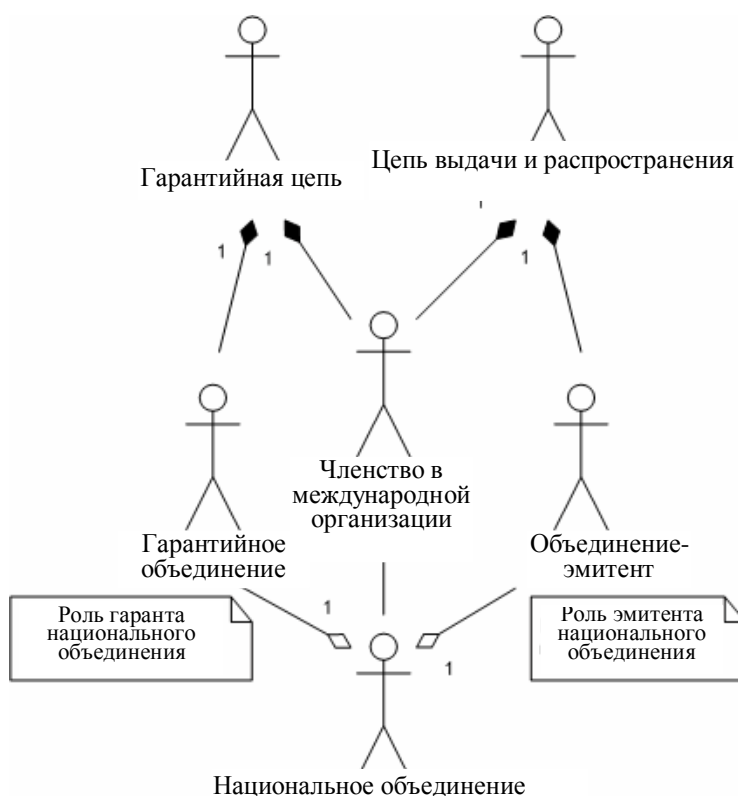 Гарантийная цепь
Цепь выдачи и распространения
1
1
1
1
Членство в
международной
организации
Гарантийное
объединение
Объединение-
эмитент
Роль гаранта
национального
объединения
1
Роль эмитента
национального
объединения
1
Национальное объединение